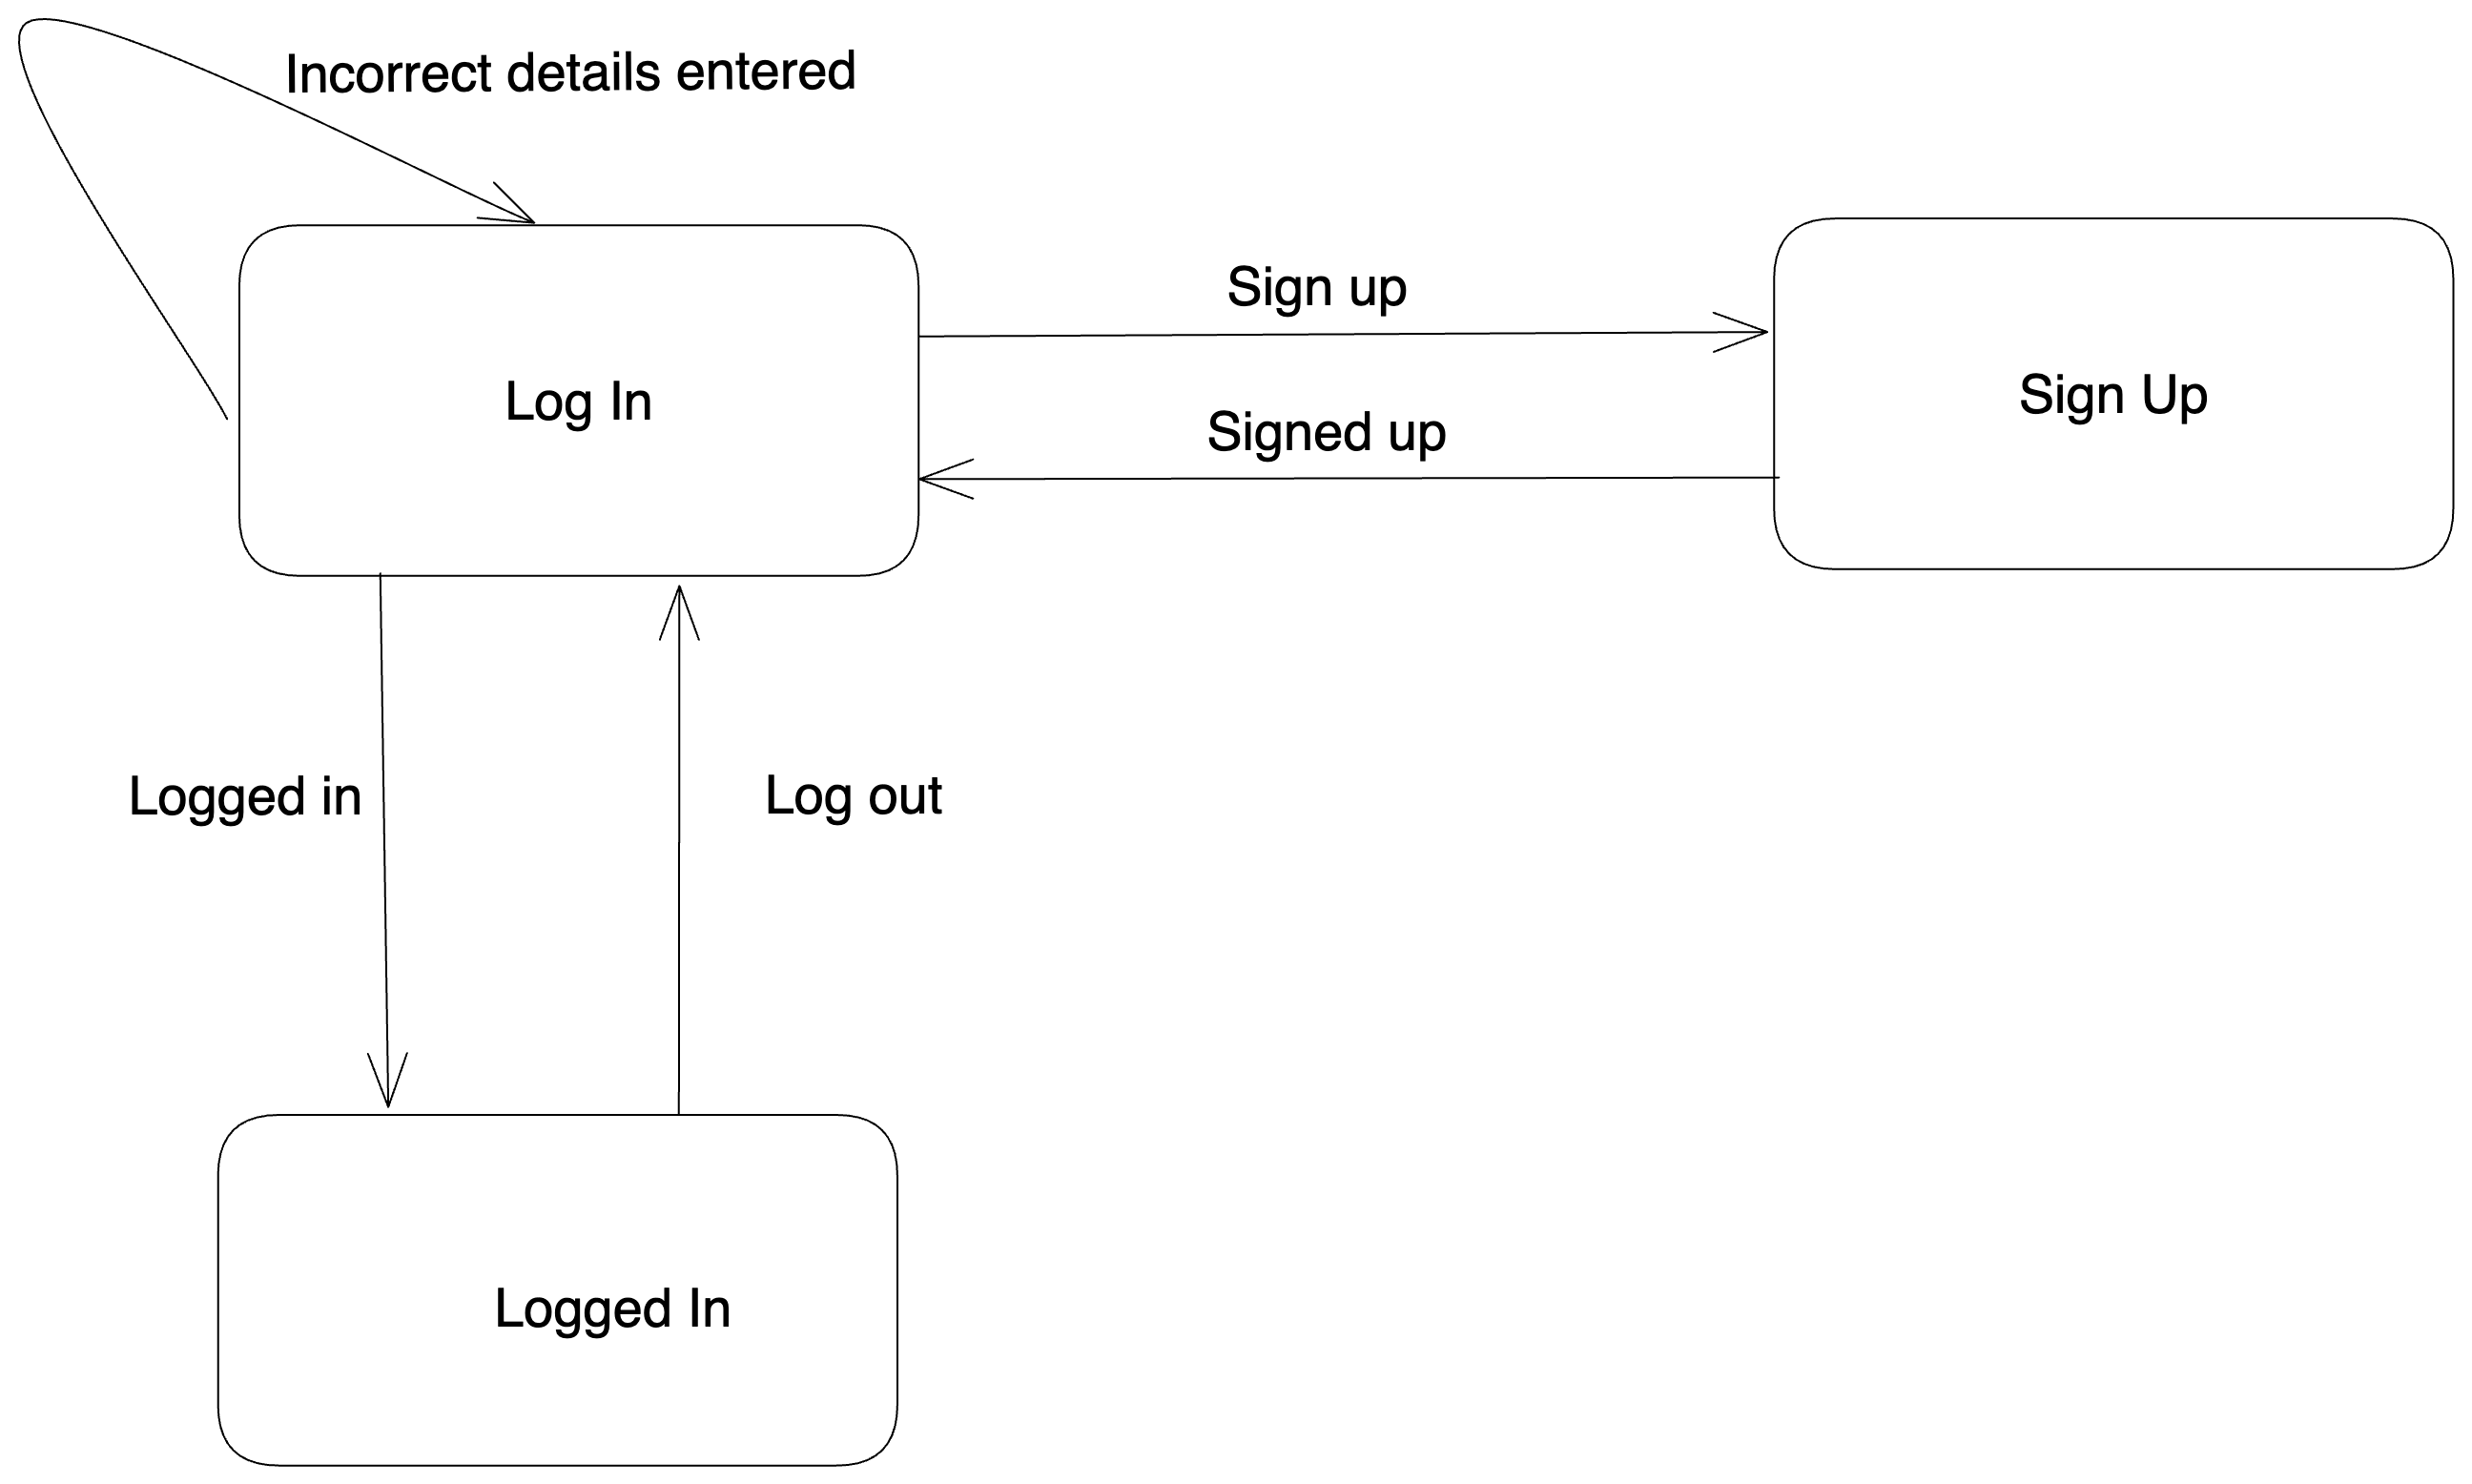 Incorrect details entered
Sign up
Log In
Sign Up
Signed up
Logged in
Log out
Logged In